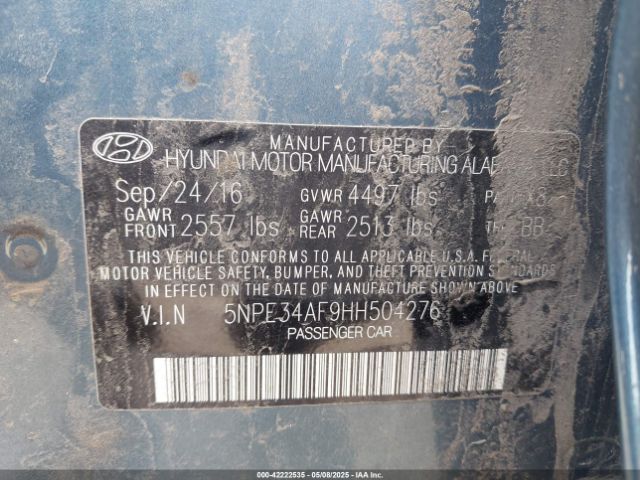 MANUFACTURED BY
HYUNDAI MOTOR MANUFACTURING
Sep/24/16 GVWR 4497 lbs
GAWR FRONT 2557 lbs GAWR REAR 2513 lbs
THIS VEHICLE CONFORMS TO ALL APPLICABLE U.S.A. FEDERAL
MOTOR VEHICLE SAFETY, BUMPER, AND THEFT PREVENTION STANDARDS
IN EFFECT ON THE DATE OF MANUFACTURE SHOWN ABOVE.
V.I.N 5NPE34AF9HH504276
PASSENGER CAR
000-42222535 - 05/08/2025 - IAA Inc.